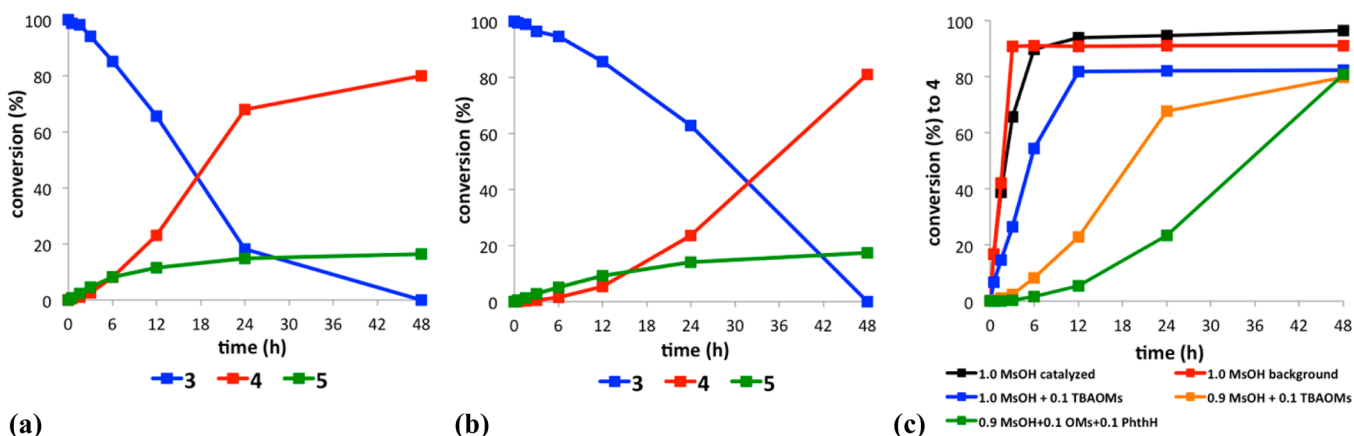 100
80
60
40
20
0
conversion (%)
0 6 12 18 24 30 36 42 48
time (h)
3 4 5
(a)
100
80
60
40
20
0
conversion (%)
0 6 12 18 24 30 36 42 48
time (h)
3 4 5
(b)
100
80
60
40
20
0
conversion (%) to 4
0 6 12 18 24 30 36 42 48
time (h)
1.0 MsOH catalyzed 1.0 MsOH background
1.0 MsOH + 0.1 TBAOMs 0.9 MsOH + 0.1 TBAOMs
0.9 MsOH+0.1 OMs+0.1 PhthH
(c)